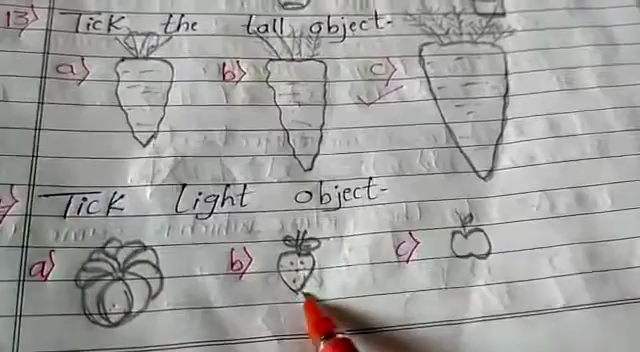 13) Tick the tall object-
a) b) c)
Tick light object-
a) b) c)